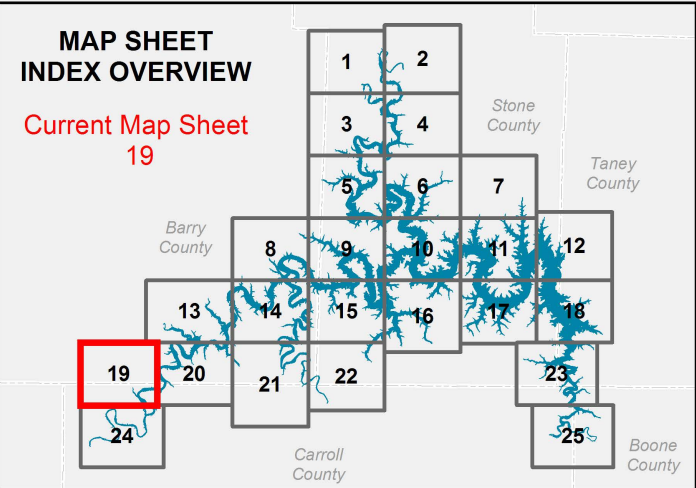 MAP SHEET
INDEX OVERVIEW
Current Map Sheet
19
1
2
3
4
Stone
County
5
6
7
Taney
County
Barry
County
8
9
10
11
12
13
14
15
16
17
18
19
20
21
22
23
24
25
Carroll
County
Boone
County